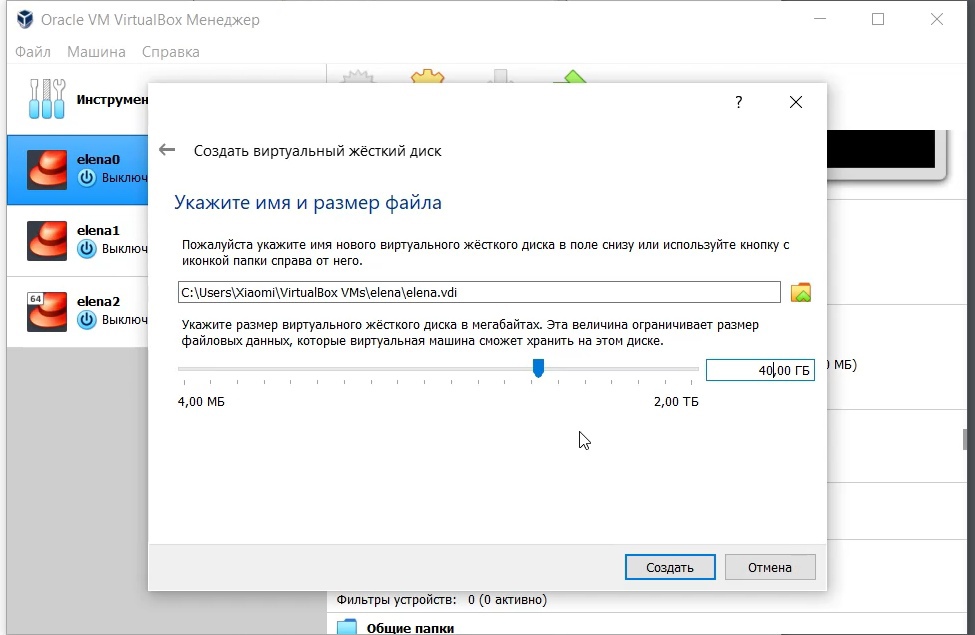 Oracle VM VirtualBox Менеджер
Файл Машина Справка
Инструмен
elena0
Выключ
elena1
Выключ
64
elena2
Выключ
?
Создать виртуальный жёсткий диск
Укажите имя и размер файла
Пожалуйста укажите имя нового виртуального жёсткого диска в поле снизу или используйте кнопку с
иконкой папки справа от него.
C:\Users\Xiaomi\VirtualBox VMs\elena\elena.vdi
Укажите размер виртуального жёсткого диска в мегабайтах. Эта величина ограничивает размер
файловых данных, которые виртуальная машина сможет хранить на этом диске.
40,00 ГБ
4,00 МБ 2,00 ТБ
Создать Отмена
МБ)
Фильтры устройств: 0 (0 активно)
Общие папки